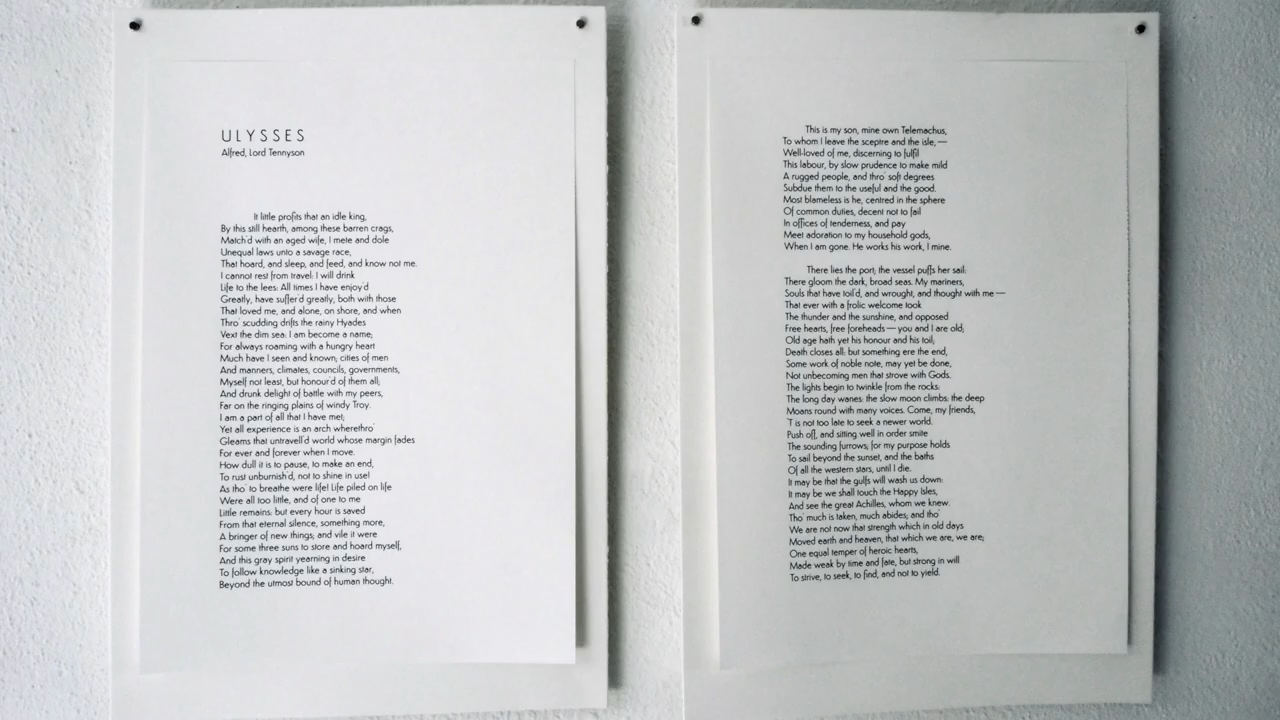 ULYSSES
Alfred, Lord Tennyson
It little profits that an idle king,
By this still hearth, among these barren crags,
Match'd with an aged wife, I mete and dole
Unequal laws unto a savage race,
That hoard, and sleep, and feed, and know not me.
I cannot rest from travel: I will drink
Life to the lees: All times I have enjoy'd
Greatly, have suffer'd greatly, both with those
That loved me, and alone, on shore, and when
Thro' scudding drifts the rainy Hyades
Vext the dim sea: I am become a name;
For always roaming with a hungry heart
Much have I seen and known; cities of men
And manners, climates, councils, governments,
Myself not least, but honour'd of them all;
And drunk delight of battle with my peers,
Far on the ringing plains of windy Troy.
I am a part of all that I have met;
Yet all experience is an arch wherethro'
Gleams that untravell'd world whose margin fades
For ever and forever when I move.
How dull it is to pause, to make an end,
To rust unburnish'd, not to shine in use!
As tho' to breathe were life! Life piled on life
Were all too little, and of one to me
Little remains: but every hour is saved
From that eternal silence, something more,
A bringer of new things; and vile it were
For some three suns to store and hoard myself,
And this gray spirit yearning in desire
To follow knowledge like a sinking star,
Beyond the utmost bound of human thought.
This is my son, mine own Telemachus,
To whom I leave the sceptre and the isle, —
Well-loved of me, discerning to fulfil
This labour, by slow prudence to make mild
A rugged people, and thro' soft degrees
Subdue them to the useful and the good.
Most blameless is he, centred in the sphere
Of common duties, decent not to fail
In offices of tenderness, and pay
Meet adoration to my household gods,
When I am gone. He works his work, I mine.
There lies the port; the vessel puffs her sail:
There gloom the dark, broad seas. My mariners,
Souls that have toil'd, and wrought, and thought with me —
That ever with a frolic welcome took
The thunder and the sunshine, and opposed
Free hearts, free foreheads — you and I are old;
Old age hath yet his honour and his toil;
Death closes all: but something ere the end,
Some work of noble note, may yet be done,
Not unbecoming men that strove with Gods.
The lights begin to twinkle from the rocks:
The long day wanes: the slow moon climbs: the deep
Moans round with many voices. Come, my friends,
'T is not too late to seek a newer world.
Push off, and sitting well in order smite
The sounding furrows; for my purpose holds
To sail beyond the sunset, and the baths
Of all the western stars, until I die.
It may be that the gulfs will wash us down:
It may be we shall touch the Happy Isles,
And see the great Achilles, whom we knew.
Tho' much is taken, much abides; and tho'
We are not now that strength which in old days
Moved earth and heaven, that which we are, we are;
One equal temper of heroic hearts,
Made weak by time and fate, but strong in will
To strive, to seek, to find, and not to yield.